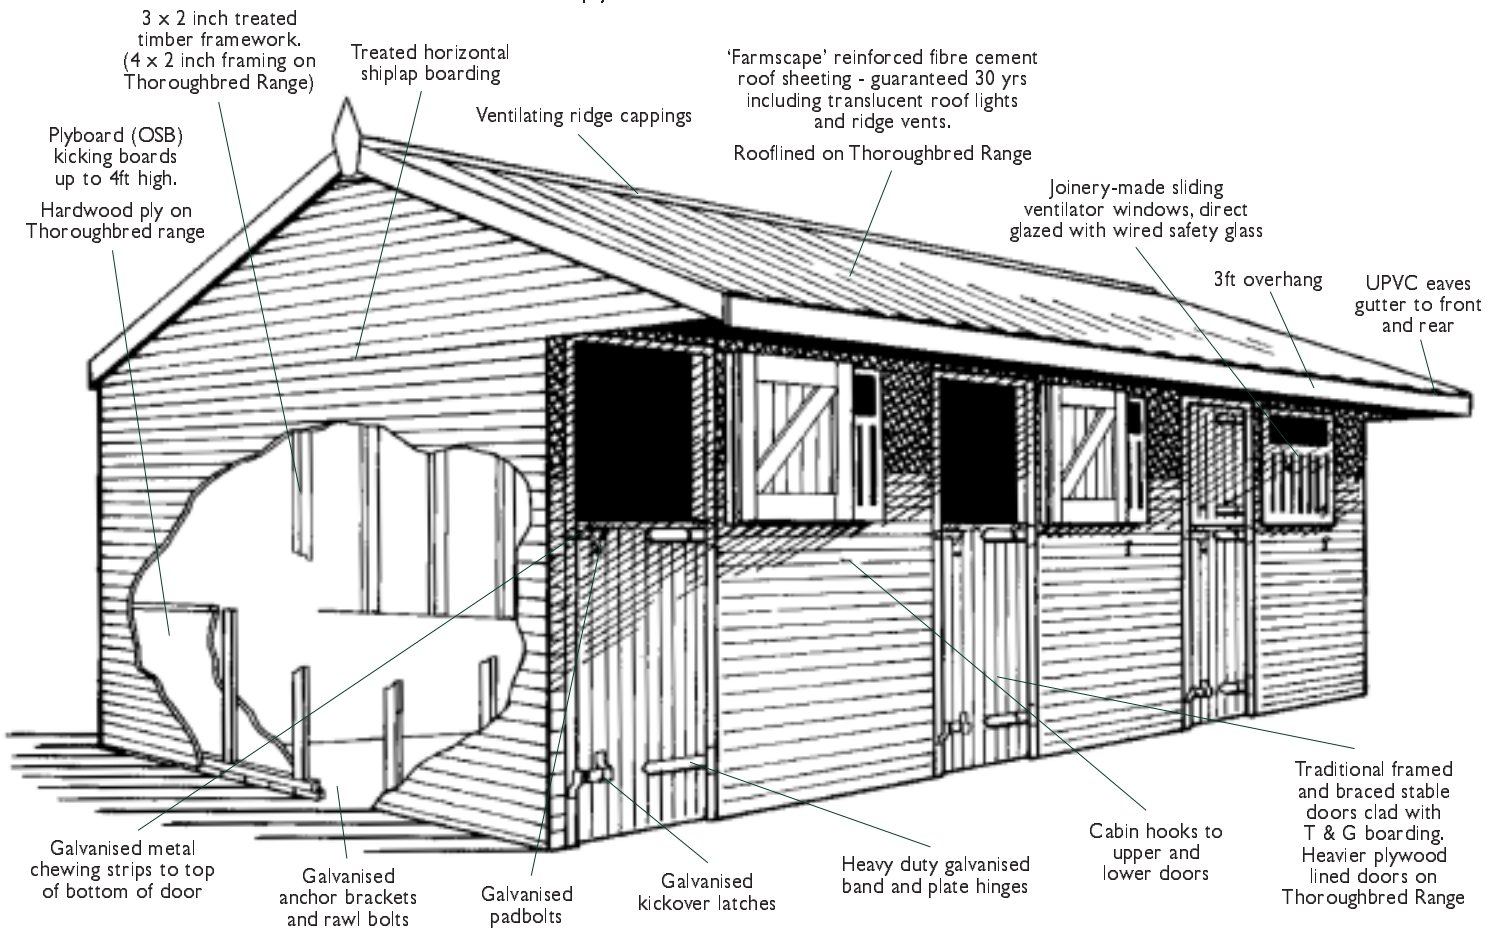 3 x 2 inch treated
timber framework.
(4 x 2 inch framing on
Thoroughbred Range)
Treated horizontal
shiplap boarding
Ventilating ridge cappings
‘Farmscape’ reinforced fibre cement
roof sheeting - guaranteed 30 yrs
including translucent roof lights
and ridge vents.
Rooflined on Thoroughbred Range
Plyboard (OSB)
kicking boards
up to 4ft high.
Hardwood ply on
Thoroughbred range
Joinery-made sliding
ventilator windows, direct
glazed with wired safety glass
3ft overhang
UPVC eaves
gutter to front
and rear
Galvanised metal
chewing strips to top
of bottom of door
Galvanised
anchor brackets
and rawl bolts
Galvanised
padbolts
Galvanised
kickover latches
Heavy duty galvanised
band and plate hinges
Cabin hooks to
upper and
lower doors
Traditional framed
and braced stable
doors clad with
T & G boarding.
Heavier plywood
lined doors on
Thoroughbred Range